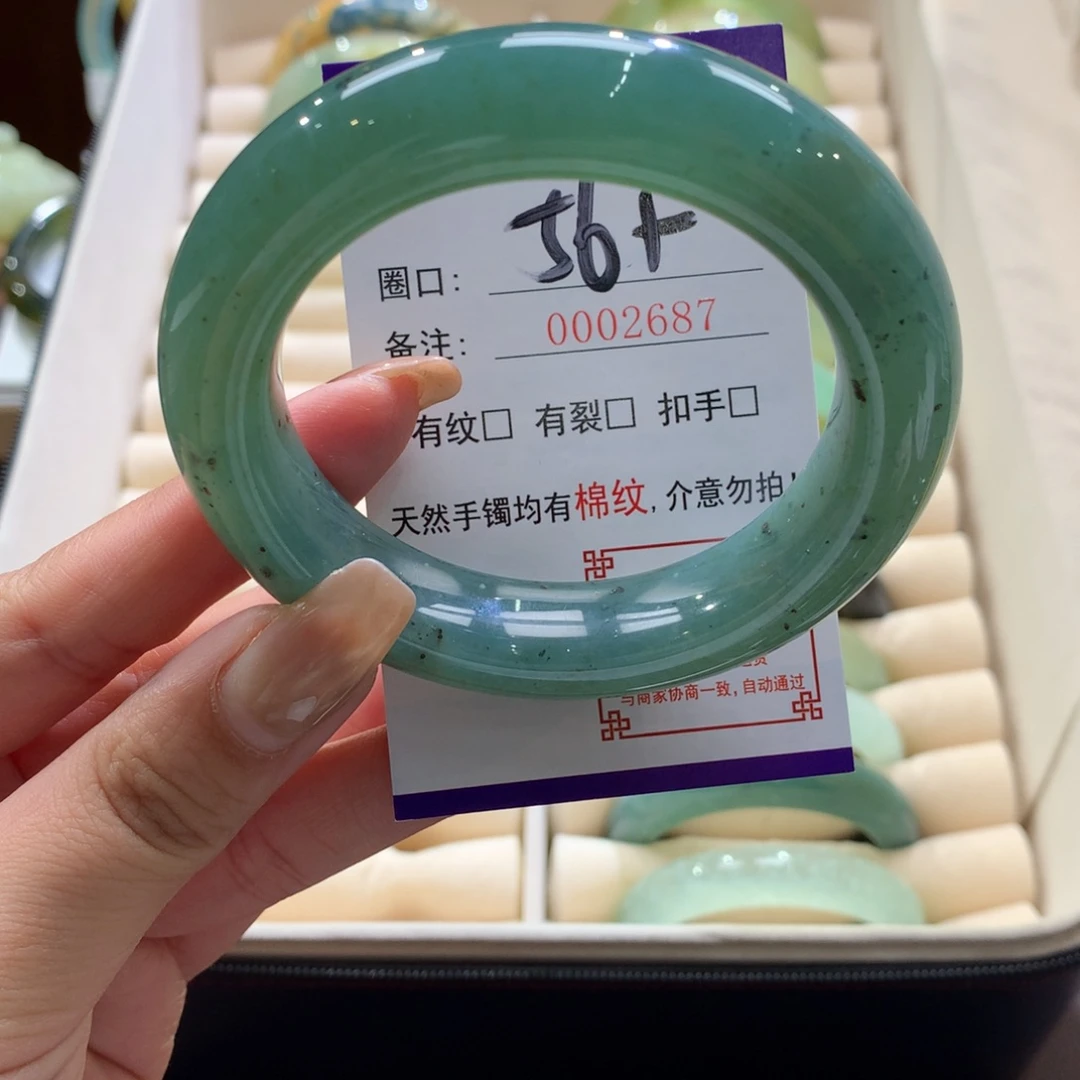 圈口: 56+
备注: 0002687
有纹□ 有裂□ 扣手□
天然手镯均有棉纹, 介意勿拍!
与商家协商一致, 自动通过